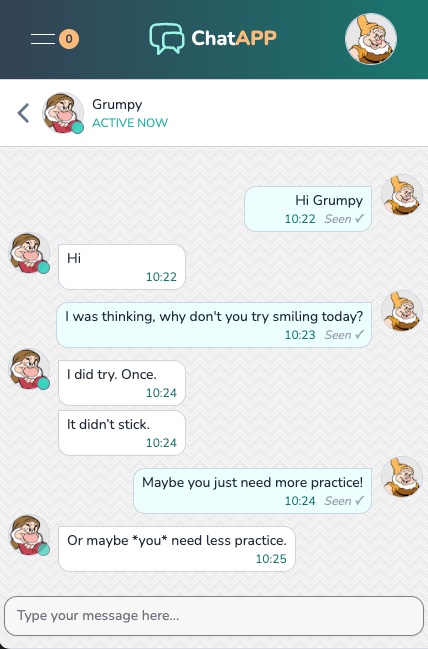 0
ChatAPP
Grumpy
ACTIVE NOW
Hi Grumpy
10:22 Seen ✓
Hi
10:22
I was thinking, why don't you try smiling today?
10:23 Seen ✓
I did try. Once.
10:24
It didn’t stick.
10:24
Maybe you just need more practice!
10:24 Seen ✓
Or maybe *you* need less practice.
10:25
Type your message here...